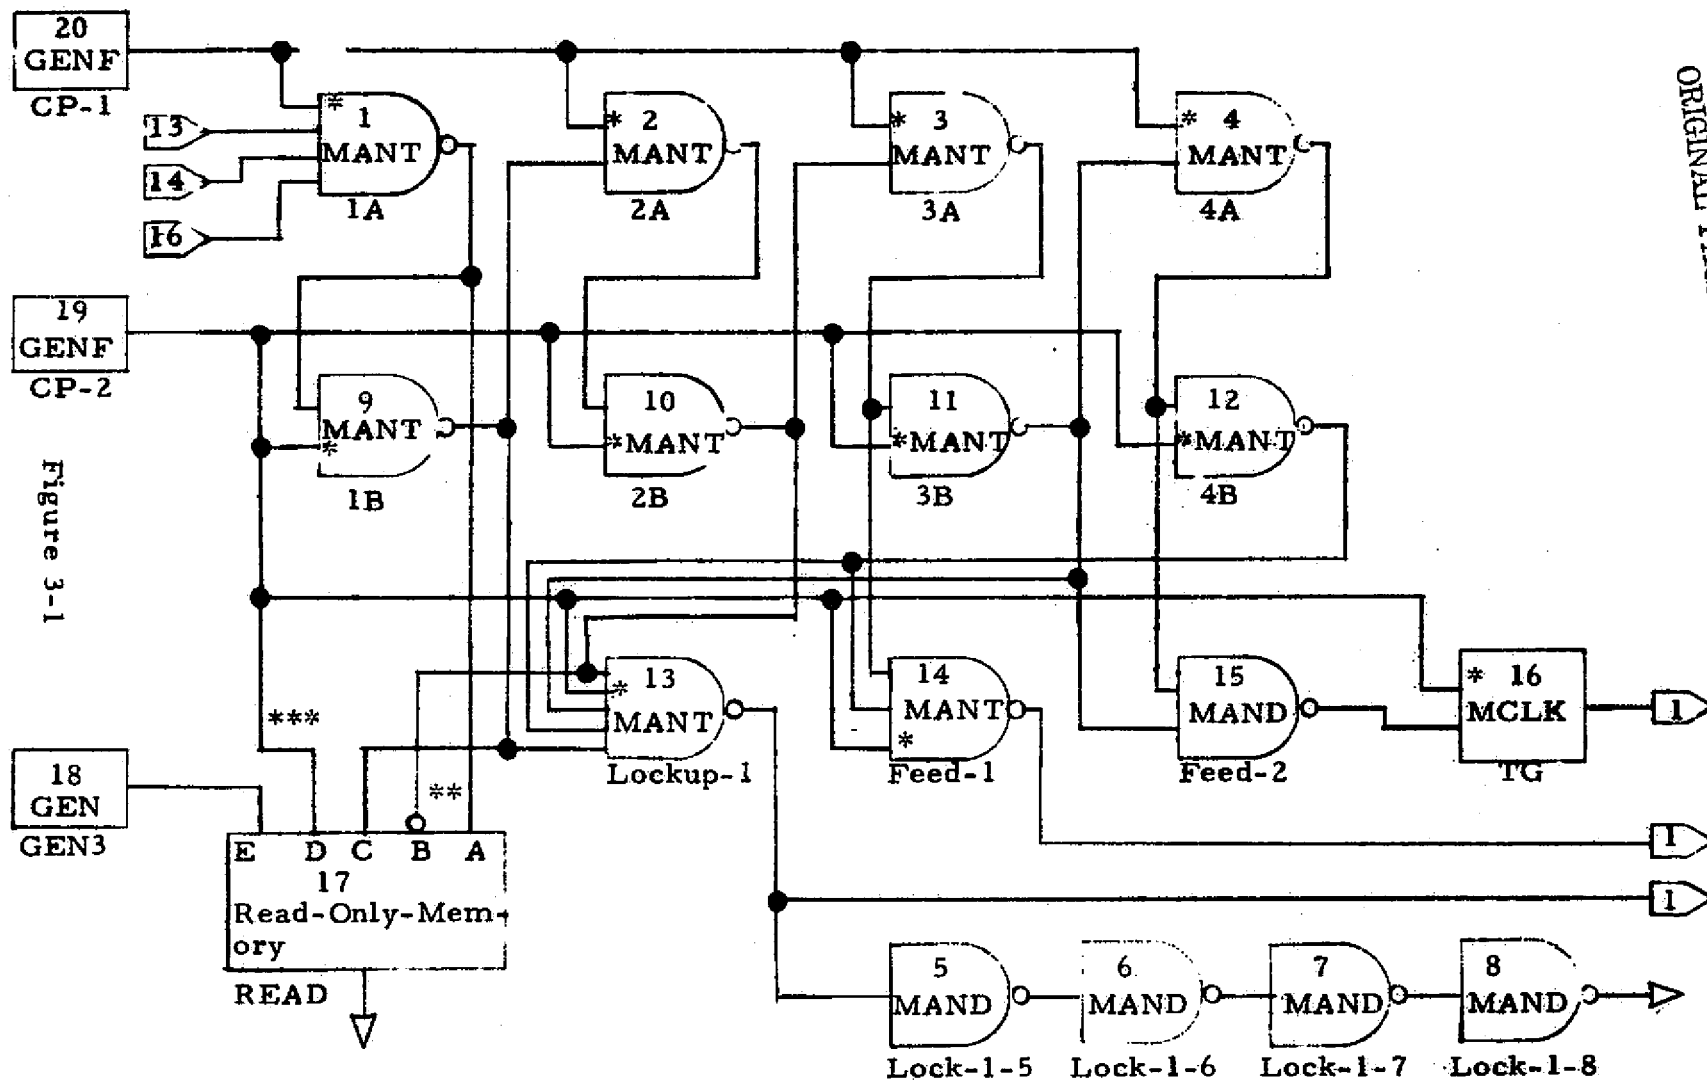 20
GENF
CP-1
13
14
16
*
1
MANT
1A
*
2
MANT
2A
*
3
MANT
3A
*
4
MANT
4A
ORIGINAL
19
GENF
CP-2
9
MANT
*
1B
10
*MANT
2B
11
*MANT
3B
12
*MANT
4B
Figure 3-1
13
*
MANT
Lockup-1
14
MANT
*
Feed-1
15
MAND
Feed-2
* 16
MCLK
TG
1
***
**
18
GEN
GEN3
E D C B A
17
Read-Only-Mem-
ory
READ
1
1
5
MAND
Lock-1-5
6
MAND
Lock-1-6
7
MAND
Lock-1-7
8
MAND
Lock-1-8